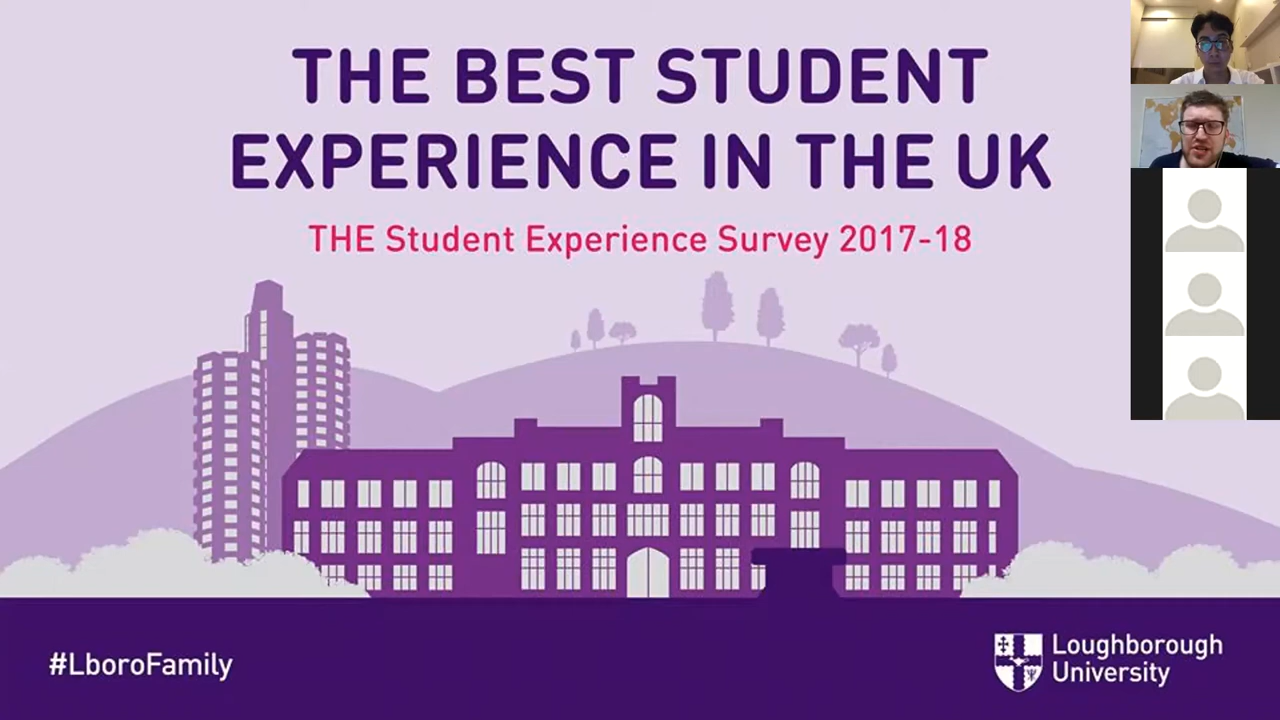 THE BEST STUDENT
EXPERIENCE IN THE UK
THE Student Experience Survey 2017-18
#LboroFamily
Loughborough
University